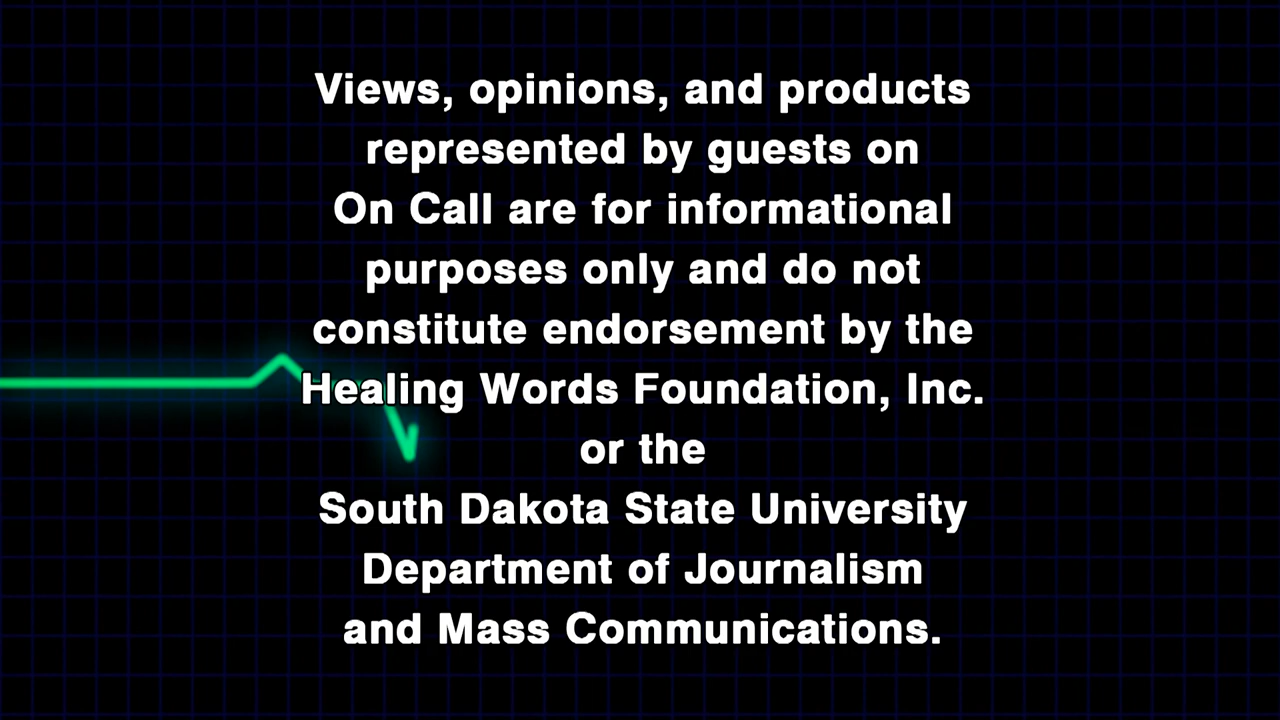 Views, opinions, and products
represented by guests on
On Call are for informational
purposes only and do not
constitute endorsement by the
Healing Words Foundation, Inc.
or the
South Dakota State University
Department of Journalism
and Mass Communications.